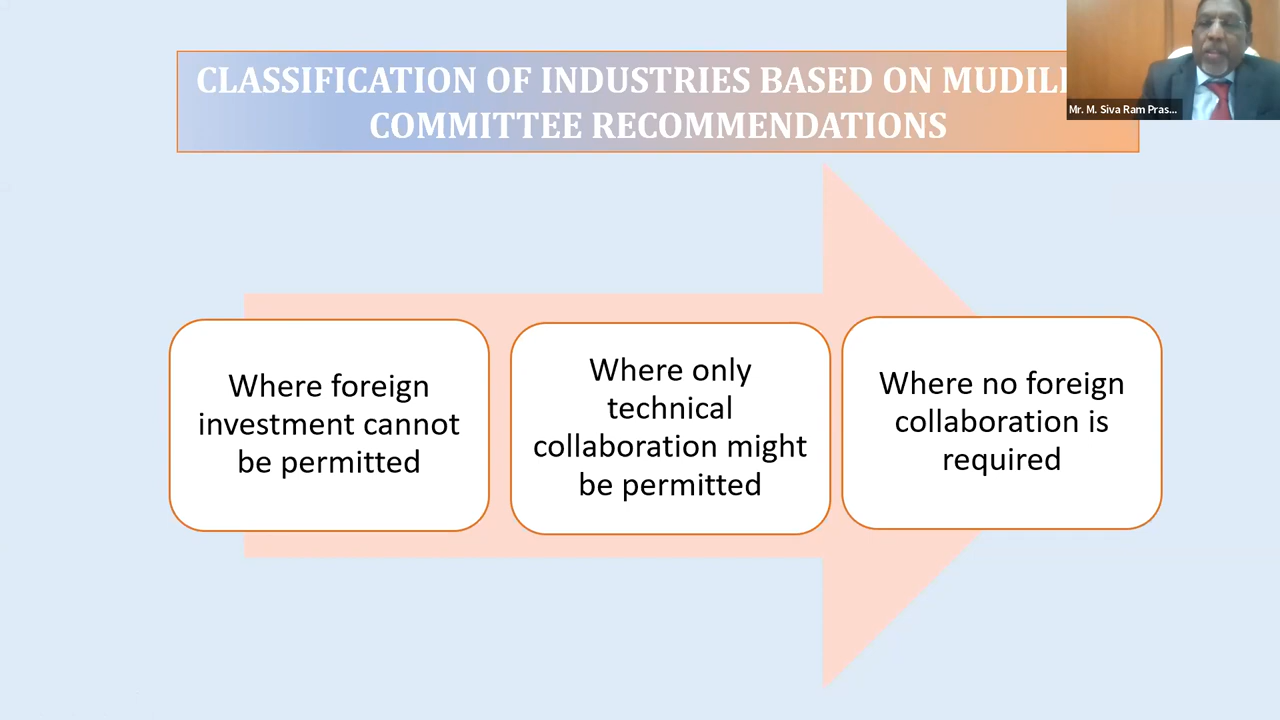 CLASSIFICATION OF INDUSTRIES BASED ON
COMMITTEE RECOMMENDATIONS
Mr. M. Siva Ram Pras...
Where foreign
investment cannot
be permitted
Where only
technical
collaboration might
be permitted
Where no foreign
collaboration is
required